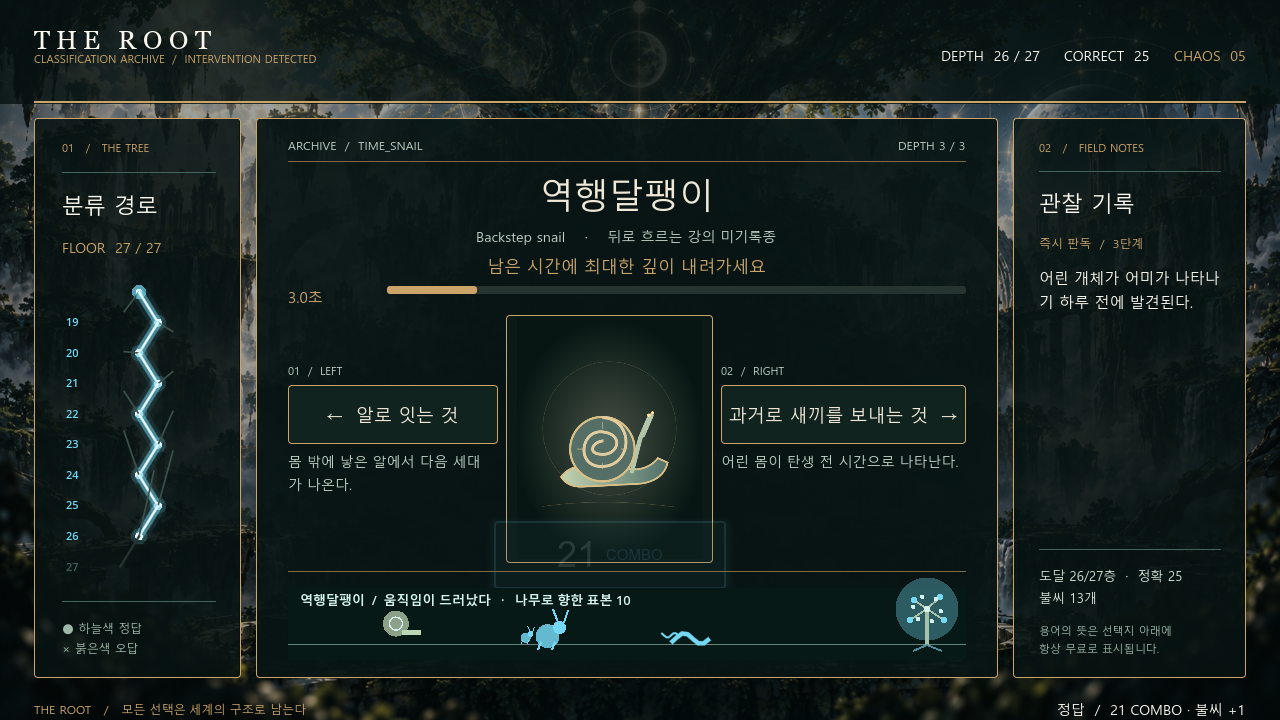 THE ROOT
CLASSIFICATION ARCHIVE / INTERVENTION DETECTED
DEPTH 26 / 27 CORRECT 25 CHAOS 05
01 / THE TREE
분류 경로
FLOOR 27 / 27
19
20
21
22
23
24
25
26
27
● 하늘색 정답
× 붉은색 오답
ARCHIVE / TIME_SNAIL
DEPTH 3 / 3
역행달팽이
Backstep snail · 뒤로 흐르는 강의 미기록종
남은 시간에 최대한 깊이 내려가세요
3.0초
01 / LEFT
← 알로 잇는 것
몸 밖에 낳은 알에서 다음 세대
가 나온다.
02 / RIGHT
과거로 새끼를 보내는 것 →
어린 몸이 탄생 전 시간으로 나타난다.
21 COMBO
역행달팽이 / 움직임이 드러났다 · 나무로 향한 표본 10
02 / FIELD NOTES
관찰 기록
즉시 판독 / 3단계
어린 개체가 어미가 나타나
기 하루 전에 발견된다.
도달 26/27층 · 정확 25
불씨 13개
용어의 뜻은 선택지 아래에
항상 무료로 표시됩니다.
THE ROOT / 모든 선택은 세계의 구조로 남는다
정답 / 21 COMBO · 불씨 +1